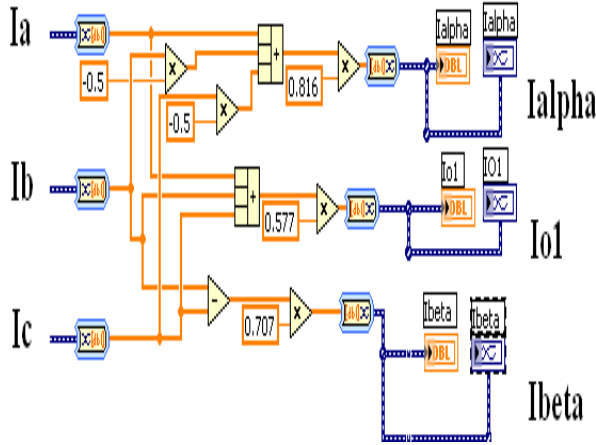 Ia
Ialpha
Ialpha
DBL
-0.5
-0.5
0.816
Ialpha
Ib
Io1
IO1
DBL
0.577
Io1
Ic
0.707
Ibeta
Ibeta
DBL
Ibeta